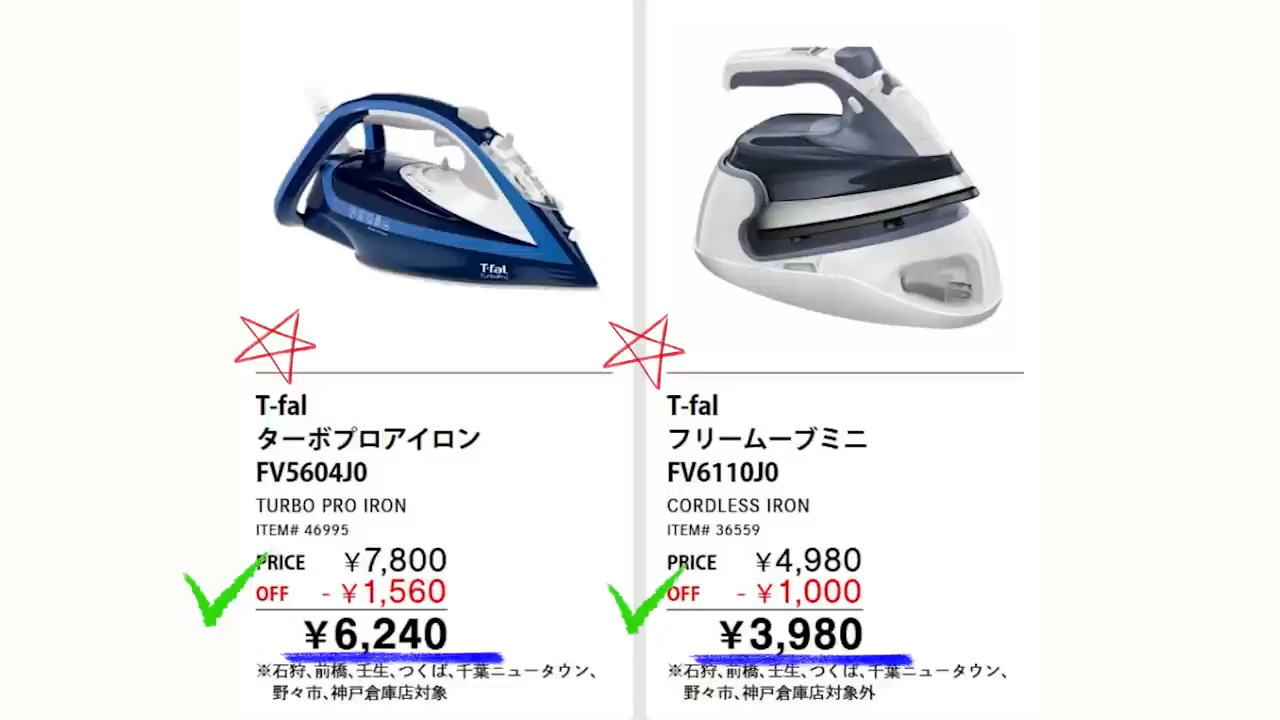 T-fal
TurboPro
T-fal
ターボプロアイロン
FV5604J0
TURBO PRO IRON
ITEM# 46995
PRICE ¥7,800
OFF -¥1,560
¥6,240
※石狩、前橋、壬生、つくば、千葉ニュータウン、
野々市、神戸倉庫店対象
T-fal
フリームーブミニ
FV6110J0
CORDLESS IRON
ITEM# 36559
PRICE ¥4,980
OFF -¥1,000
¥3,980
※石狩、前橋、壬生、つくば、千葉ニュータウン、
野々市、神戸倉庫店対象外